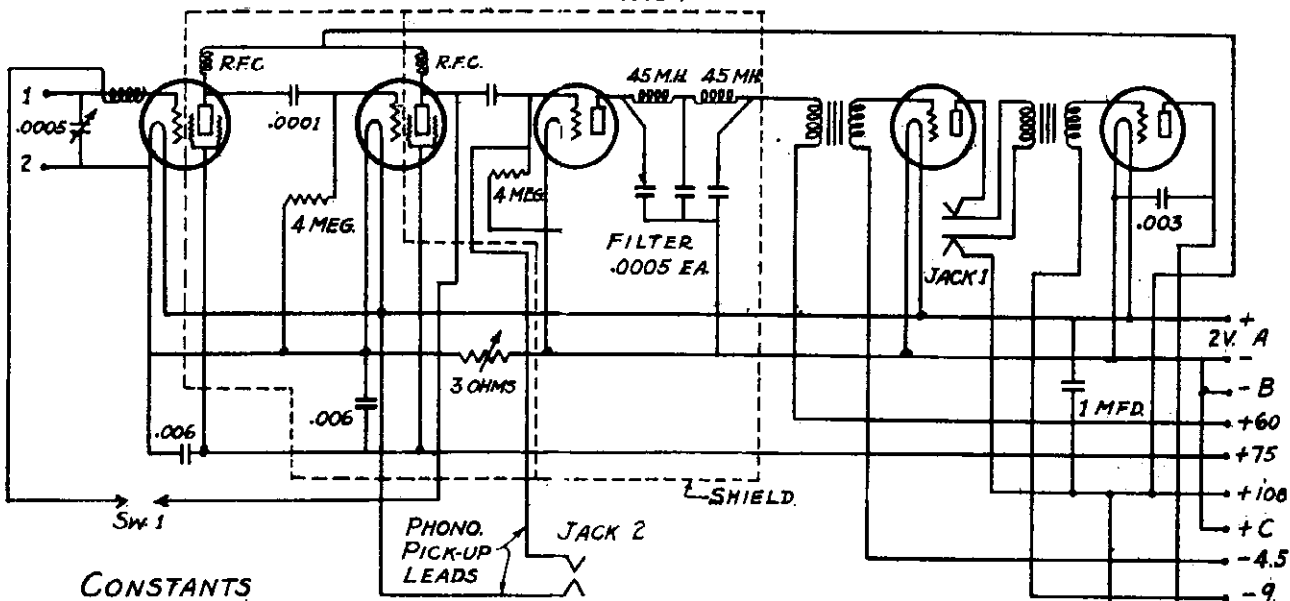 R.F.C.
R.F.C.
45 M.H.
45 MH.
1
.0005
2
.0001
4 MEG.
4 MEG.
FILTER
.0005 EA.
JACK 1
.003
+
2V. A
-
3 OHMS
- B
1 MFD.
+60
.006
.006
+75
SHIELD
+108
SW. 1
+ C
PHONO.
PICK-UP
LEADS
JACK 2
-4.5
CONSTANTS
-9